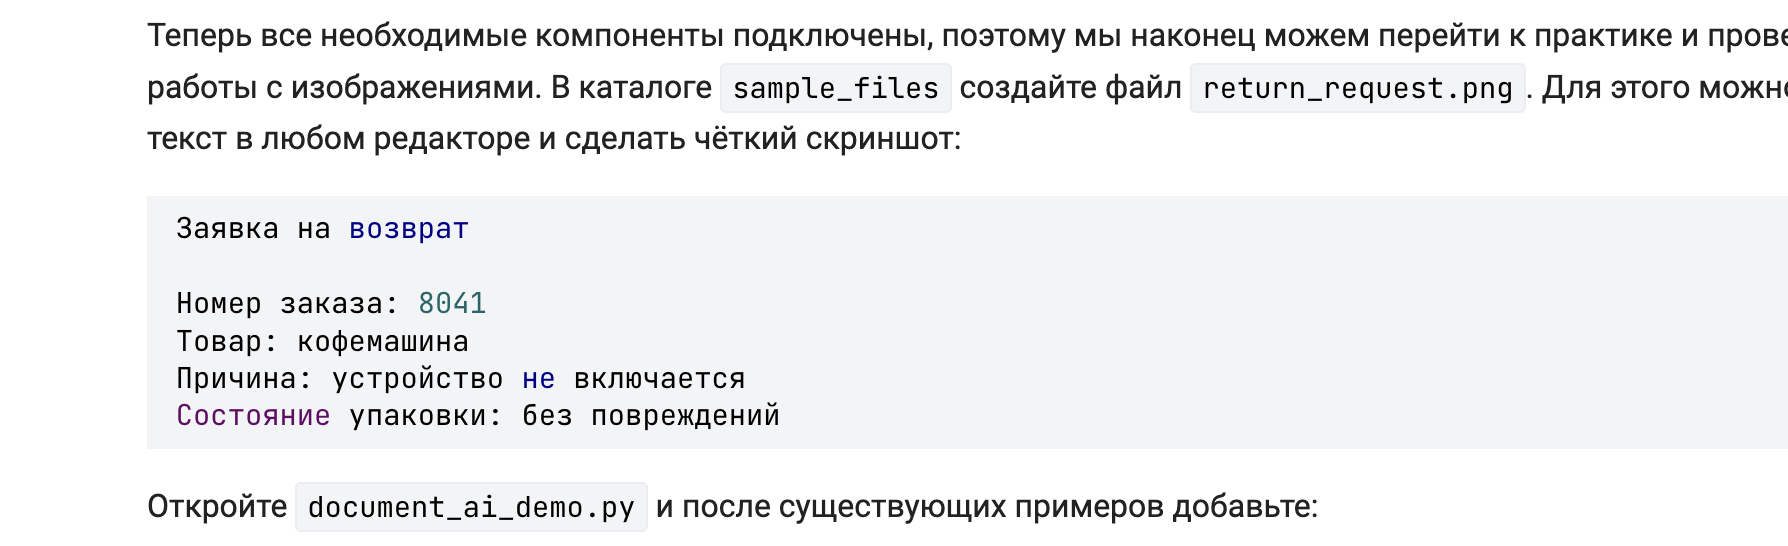 Теперь все необходимые компоненты подключены, поэтому мы наконец можем перейти к практике и
работы с изображениями. В каталоге sample_files создайте файл return_request.png. Для этого
текст в любом редакторе и сделать чёткий скриншот:
Заявка на возврат
Номер заказа: 8041
Товар: кофемашина
Причина: устройство не включается
Состояние упаковки: без повреждений
Откройте document_ai_demo.py и после существующих примеров добавьте: